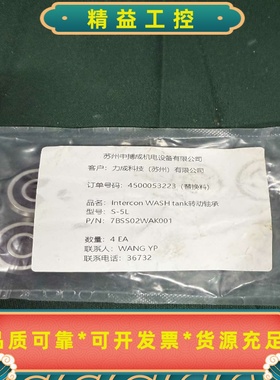 精益工控
苏州中搏成机电设备有限公司
客户：力成科技（苏州）有限公司
订单号码：4500053223（替换料）
品名：Intercon WASH tank转动轴承
型号：S-5L
P/N：7BSS02WAK001
数量：4 EA
联系人：WANG YP
联系电话：36732
品质可靠*可开发票*货源充足